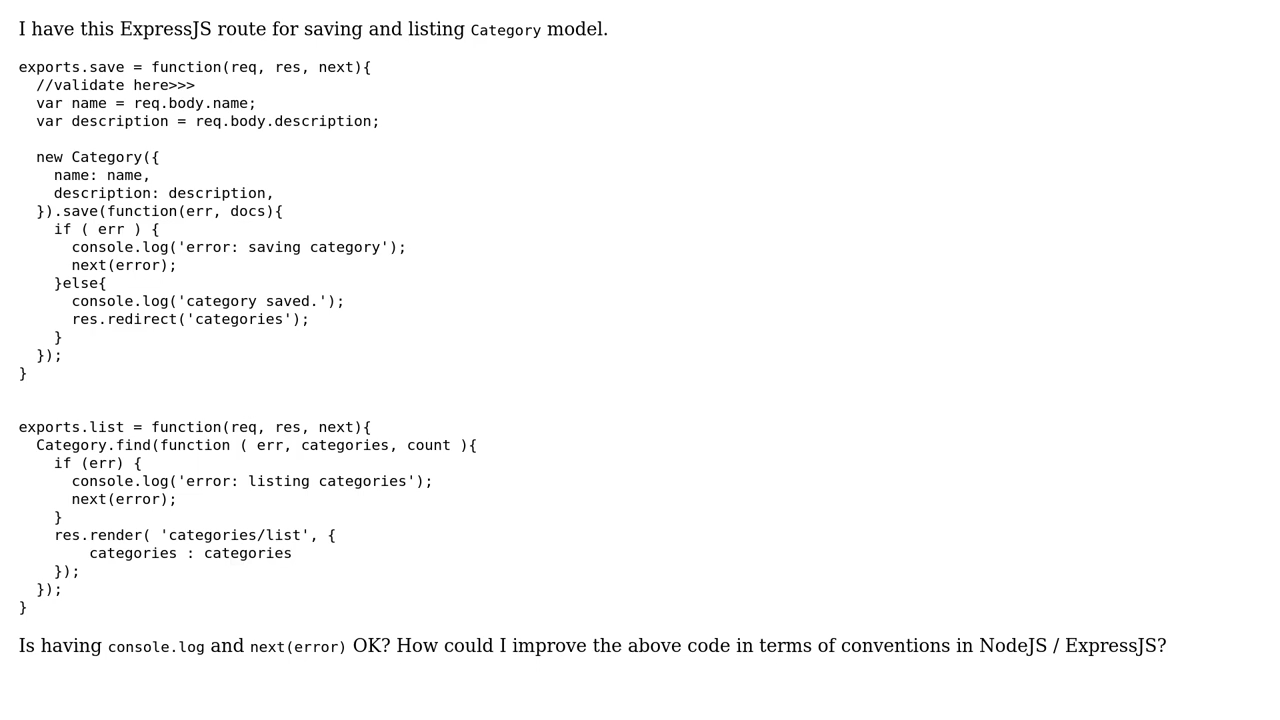 I have this ExpressJS route for saving and listing Category model.
exports.save = function(req, res, next){
  //validate here>>>
  var name = req.body.name;
  var description = req.body.description;

  new Category({
    name: name,
    description: description,
  }).save(function(err, docs){
    if ( err ) {
      console.log('error: saving category');
      next(error);
    }else{
      console.log('category saved.');
      res.redirect('categories');
    }
  });
}

exports.list = function(req, res, next){
  Category.find(function ( err, categories, count ){
    if (err) {
      console.log('error: listing categories');
      next(error);
    }
    res.render( 'categories/list', {
        categories : categories
    });
  });
}
Is having console.log and next(error) OK? How could I improve the above code in terms of conventions in NodeJS / ExpressJS?